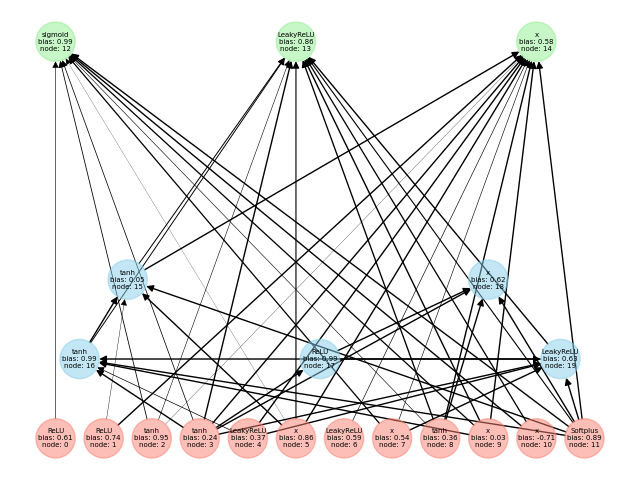 sigmoid
bias: 0.99
node: 12
LeakyReLU
bias: 0.86
node: 13
x
bias: 0.58
node: 14
tanh
bias: 0.05
node: 15
x
bias: 0.62
node: 18
tanh
bias: 0.99
node: 16
ReLU
bias: 0.99
node: 17
LeakyReLU
bias: 0.63
node: 19
ReLU
bias: 0.61
node: 0
ReLU
bias: 0.74
node: 1
tanh
bias: 0.95
node: 2
tanh
bias: 0.24
node: 3
LeakyReLU
bias: 0.37
node: 4
x
bias: 0.86
node: 5
LeakyReLU
bias: 0.59
node: 6
x
bias: 0.54
node: 7
tanh
bias: 0.36
node: 8
x
bias: 0.03
node: 9
x
bias: -0.71
node: 10
Softplus
bias: 0.89
node: 11